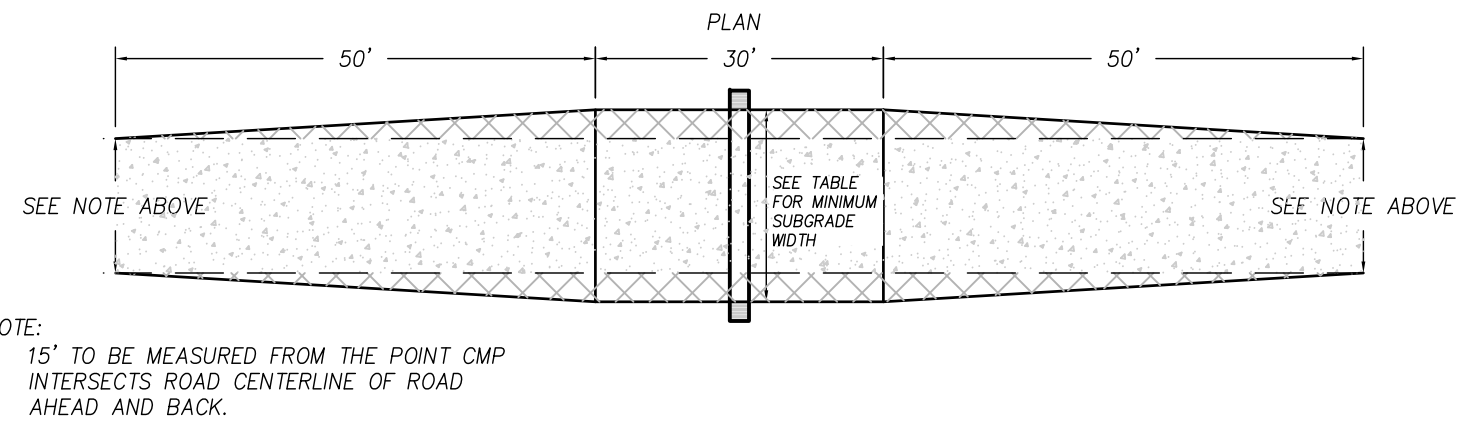 PLAN
50' 30' 50'
SEE NOTE ABOVE
SEE TABLE
FOR MINIMUM
SUBGRADE
WIDTH
SEE NOTE ABOVE
OTE:
15' TO BE MEASURED FROM THE POINT CMP
INTERSECTS ROAD CENTERLINE OF ROAD
AHEAD AND BACK.